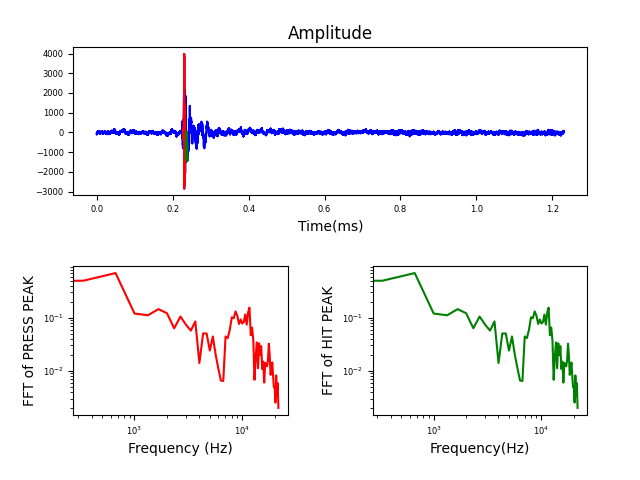 Amplitude
4000
3000
2000
1000
0
−1000
−2000
−3000
0.0 0.2 0.4 0.6 0.8 1.0 1.2
Time(ms)
FFT of PRESS PEAK
10⁻¹
10⁻²
10³ 10⁴
Frequency (Hz)
FFT of HIT PEAK
10⁻¹
10⁻²
10³ 10⁴
Frequency(Hz)